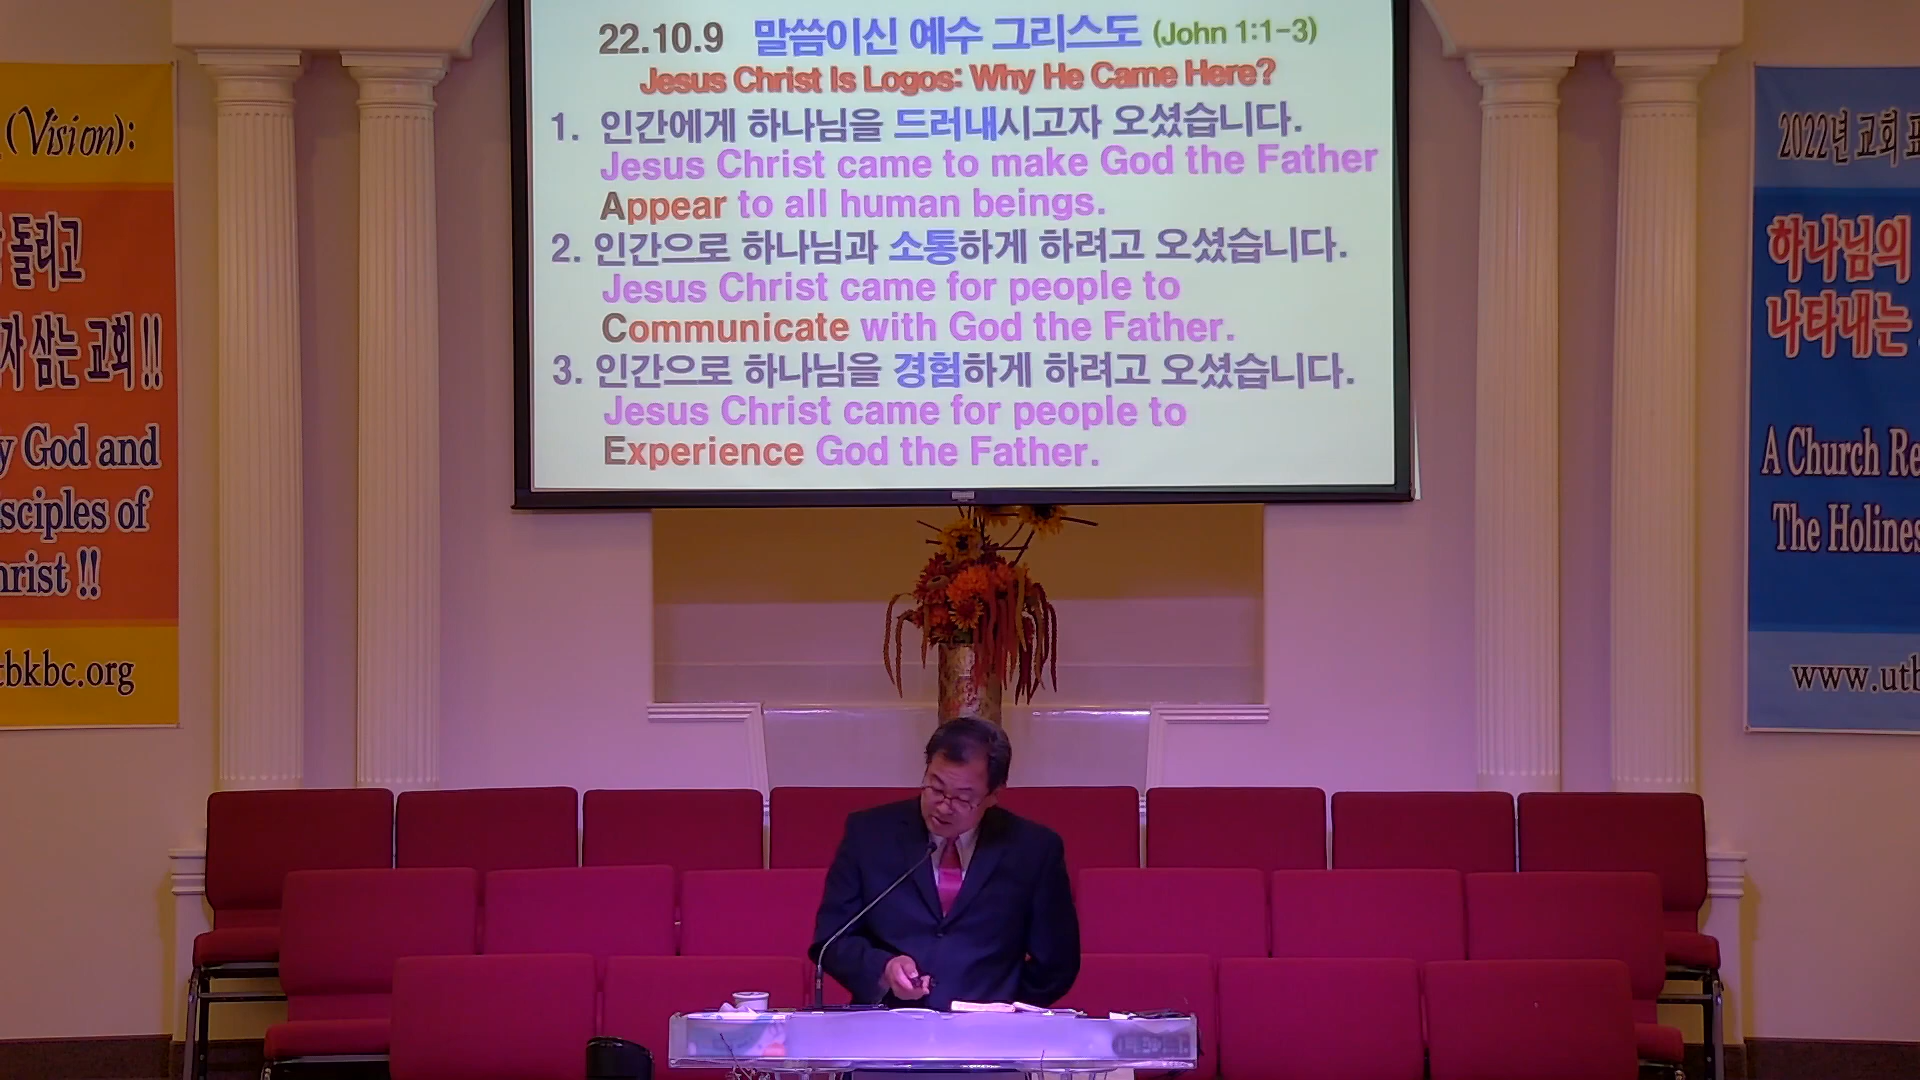 22.10.9 말씀이신 예수 그리스도 (John 1:1-3)
Jesus Christ Is Logos: Why He Came Here?
1. 인간에게 하나님을 드러내시고자 오셨습니다.
Jesus Christ came to make God the Father
Appear to all human beings.
2. 인간으로 하나님과 소통하게 하려고 오셨습니다.
Jesus Christ came for people to
Communicate with God the Father.
3. 인간으로 하나님을 경험하게 하려고 오셨습니다.
Jesus Christ came for people to
Experience God the Father.
(Vision):
돌리고
삼는 교회 !!
God and
sciples of
hrist !!
tbkbc.org
2022년 교회
하나님의
나타내는
A Church Re
The Holines
www.utb